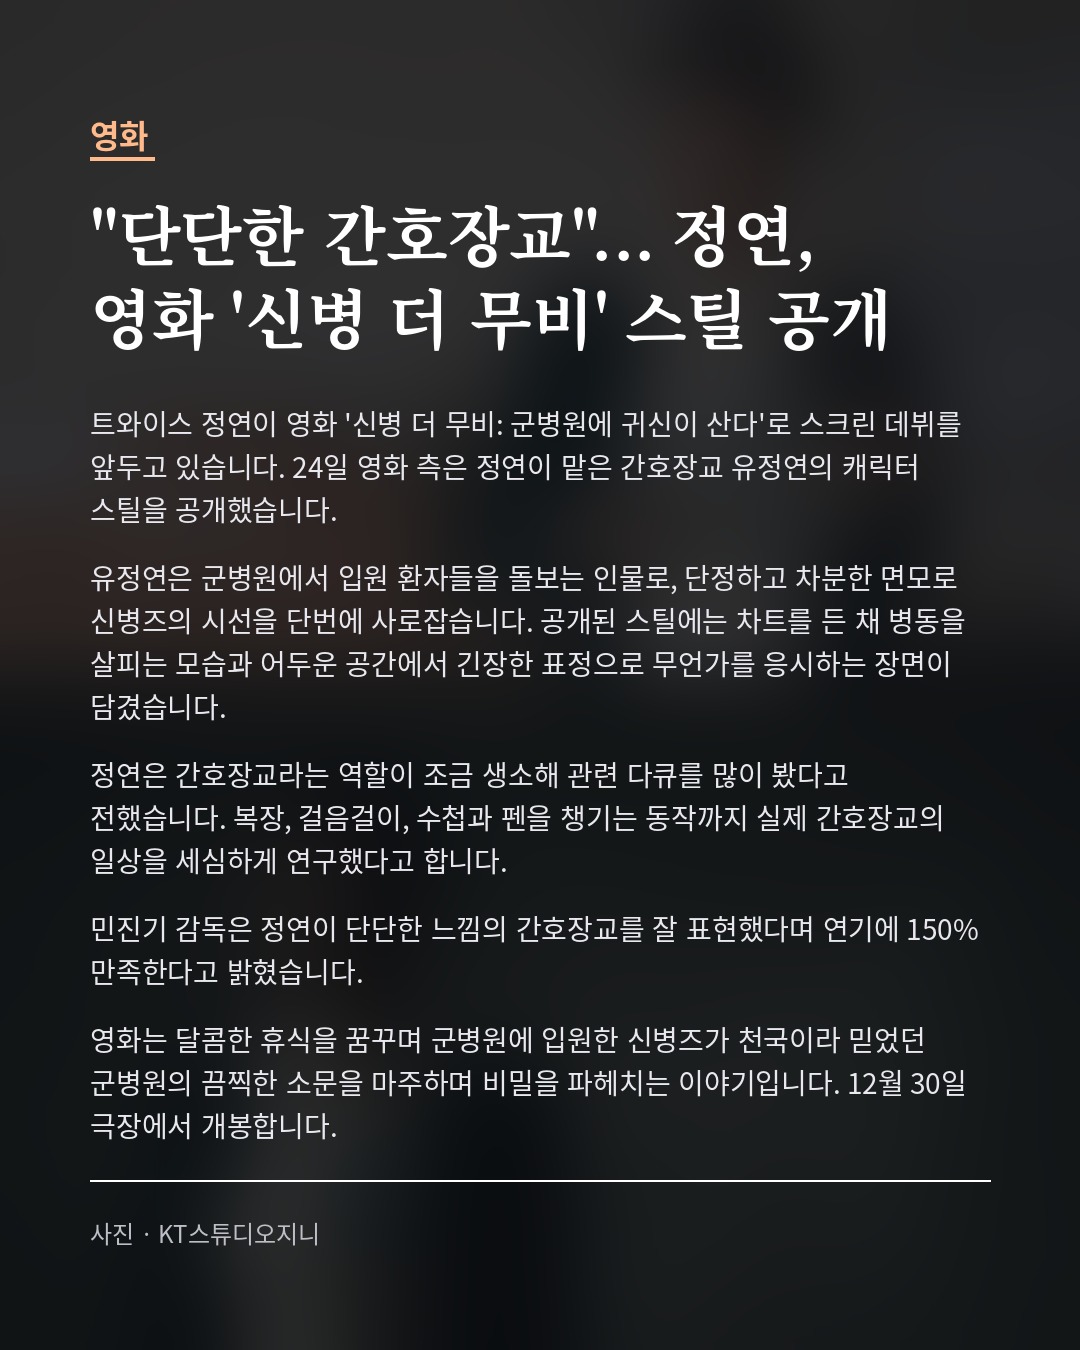 영화
"단단한 간호장교"... 정연,
영화 '신병 더 무비' 스틸 공개
트와이스 정연이 영화 '신병 더 무비: 군병원에 귀신이 산다'로 스크린 데뷔를
앞두고 있습니다. 24일 영화 측은 정연이 맡은 간호장교 유정연의 캐릭터
스틸을 공개했습니다.
유정연은 군병원에서 입원 환자들을 돌보는 인물로, 단정하고 차분한 면모로
신병즈의 시선을 단번에 사로잡습니다. 공개된 스틸에는 차트를 든 채 병동을
살피는 모습과 어두운 공간에서 긴장한 표정으로 무언가를 응시하는 장면이
담겼습니다.
정연은 간호장교라는 역할이 조금 생소해 관련 다큐를 많이 봤다고
전했습니다. 복장, 걸음걸이, 수첩과 펜을 챙기는 동작까지 실제 간호장교의
일상을 세심하게 연구했다고 합니다.
민진기 감독은 정연이 단단한 느낌의 간호장교를 잘 표현했다며 연기에 150%
만족한다고 밝혔습니다.
영화는 달콤한 휴식을 꿈꾸며 군병원에 입원한 신병즈가 천국이라 믿었던
군병원의 끔찍한 소문을 마주하며 비밀을 파헤치는 이야기입니다. 12월 30일
극장에서 개봉합니다.
사진 · KT스튜디오지니